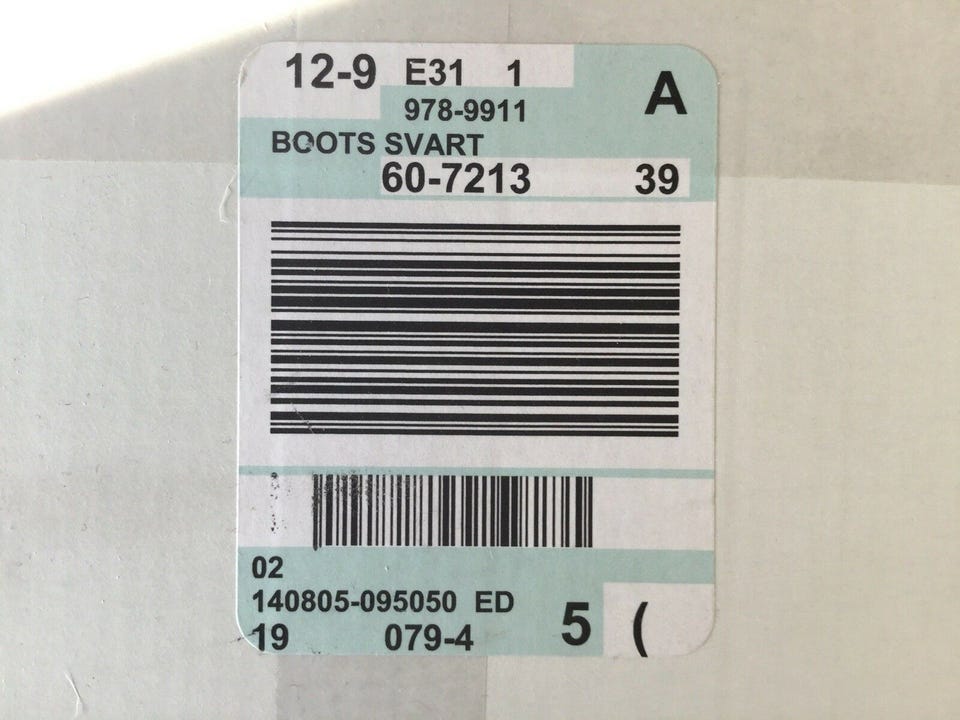 12-9 E31 1
A
978-9911
BOOTS SVART
60-7213 39
02
140805-095050 ED
19 079-4 5 (